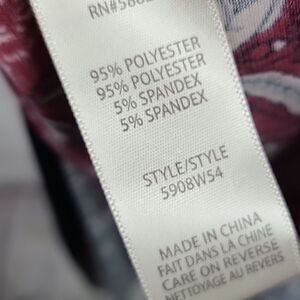 95% POLYESTER
95% POLYESTER
5% SPANDEX
5% SPANDEX
STYLE/STYLE
5908W54
MADE IN CHINA
FAIT DANS LA CHINE
CARE ON REVERSE
NETTOYAGE AU REVERS